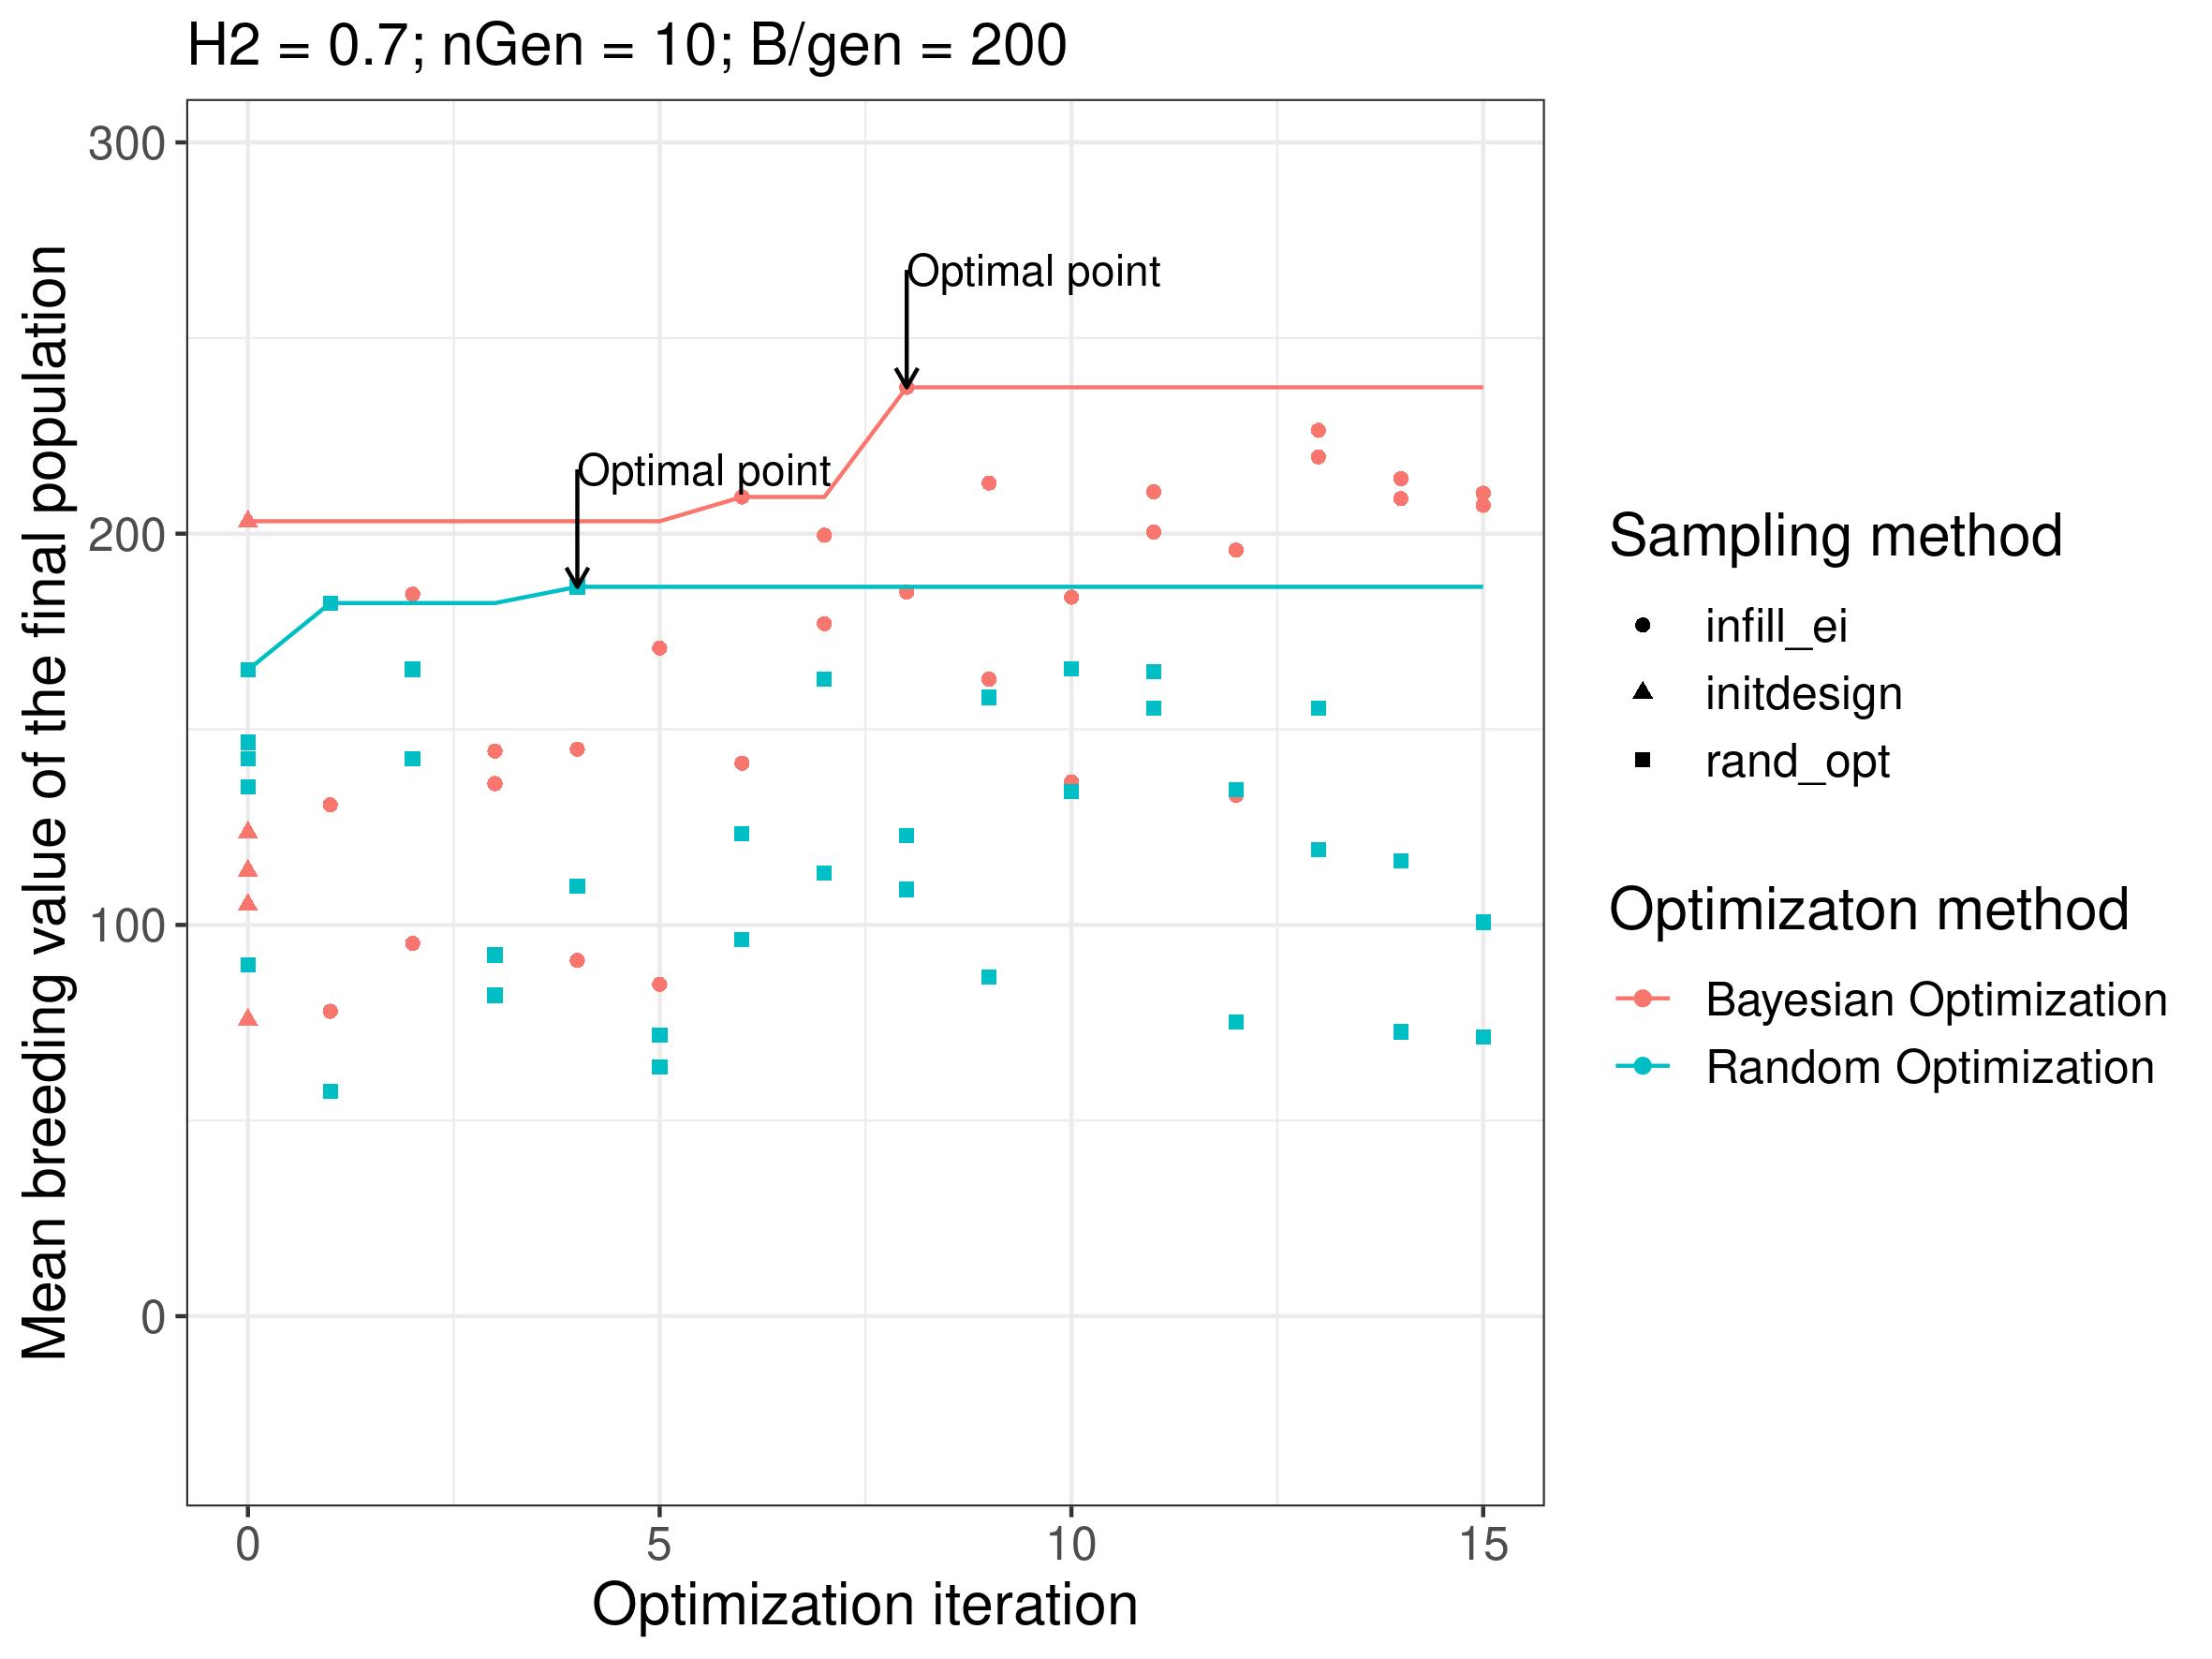 H2 = 0.7; nGen = 10; B/gen = 200
Mean breeding value of the final population
300
200
100
0
Optimal point
Optimal point
0
5
10
15
Optimization iteration
Sampling method
infill_ei
initdesign
rand_opt
Optimizaton method
Bayesian Optimization
Random Optimization